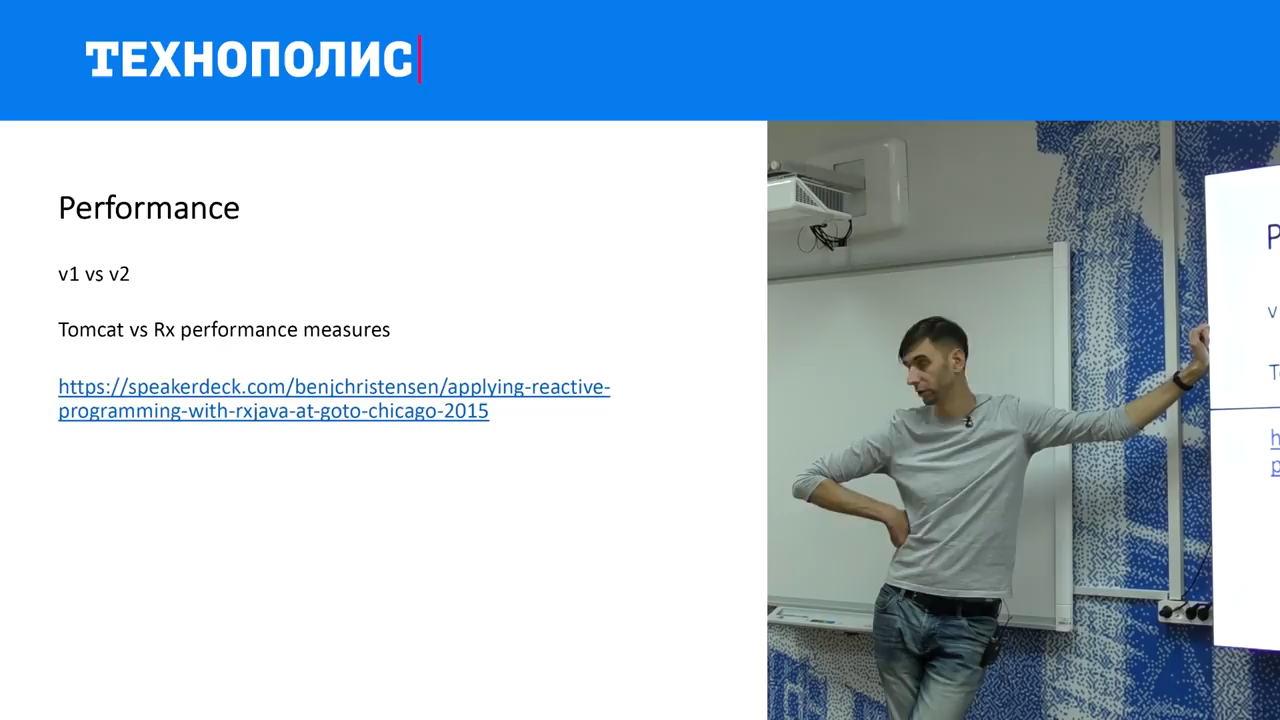 ТЕХНОПОЛИС
Performance
v1 vs v2
Tomcat vs Rx performance measures
https://speakerdeck.com/benjchristensen/applying-reactive-
programming-with-rxjava-at-goto-chicago-2015
P
v
T
h
p